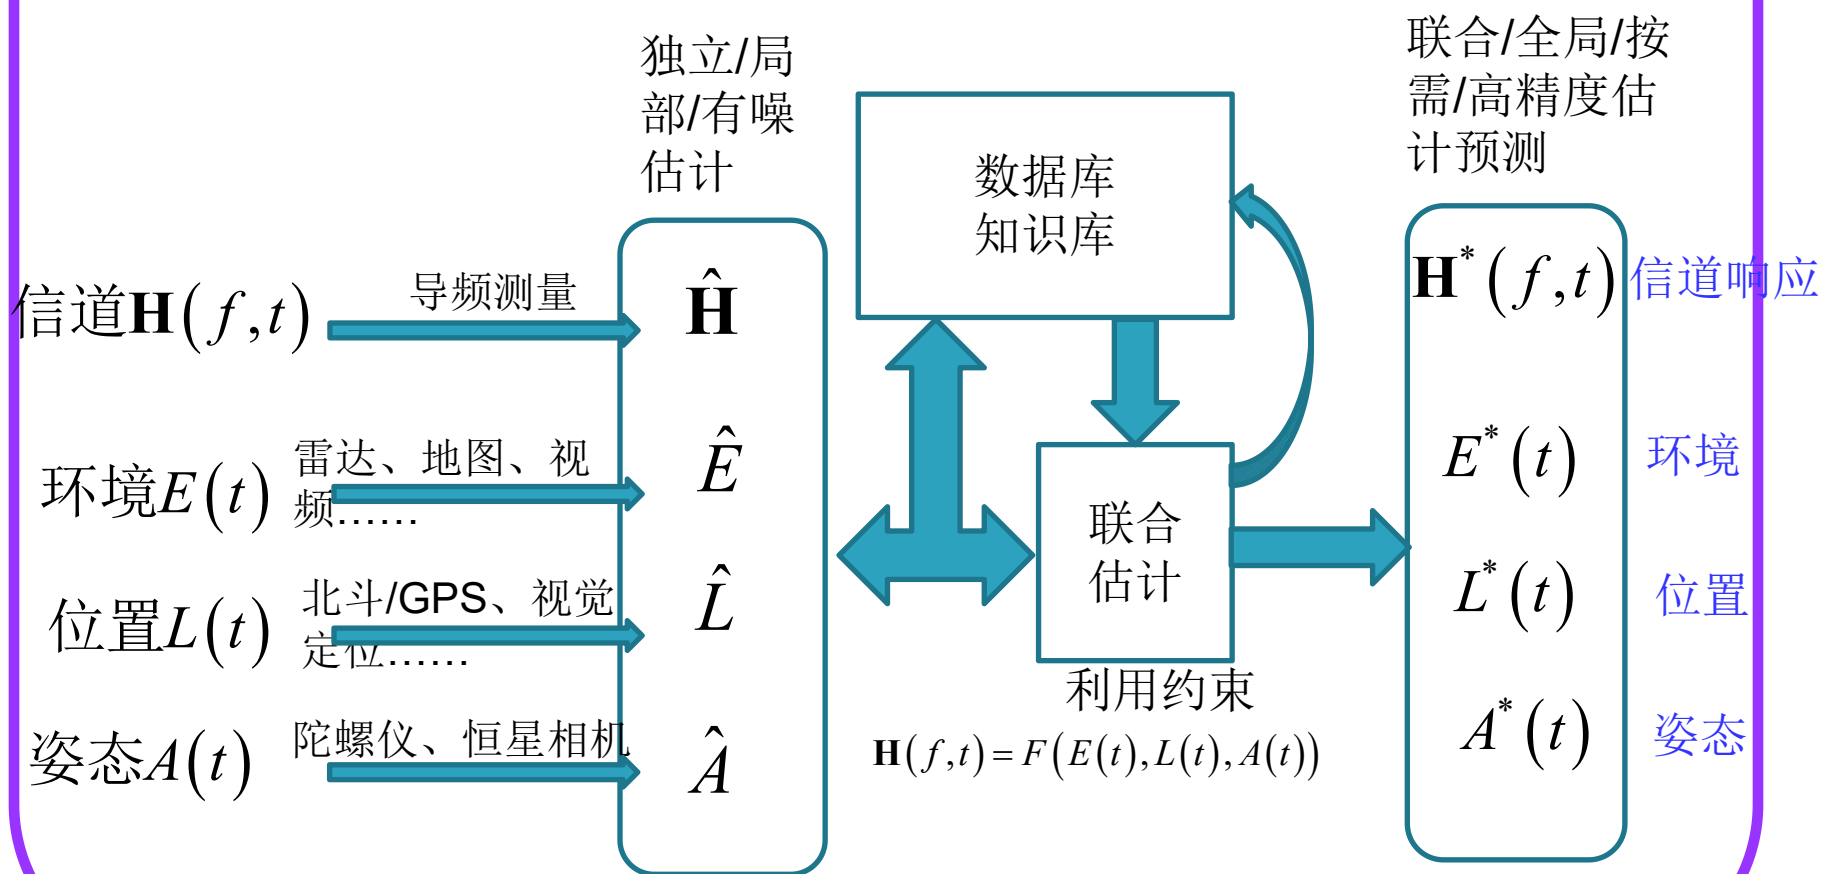 独立/局
部/有噪
估计
联合/全局/按
需/高精度估
计预测
数据库
知识库
信道H(f,t)
导频测量
Ĥ
H*(f,t)
信道响应
环境E(t)
雷达、地图、视
频……
Ê
E*(t)
环境
联合
估计
位置L(t)
北斗/GPS、视觉
定位……
L̂
L*(t)
位置
利用约束
H(f,t)=F(E(t),L(t),A(t))
姿态A(t)
陀螺仪、恒星相机
Â
A*(t)
姿态